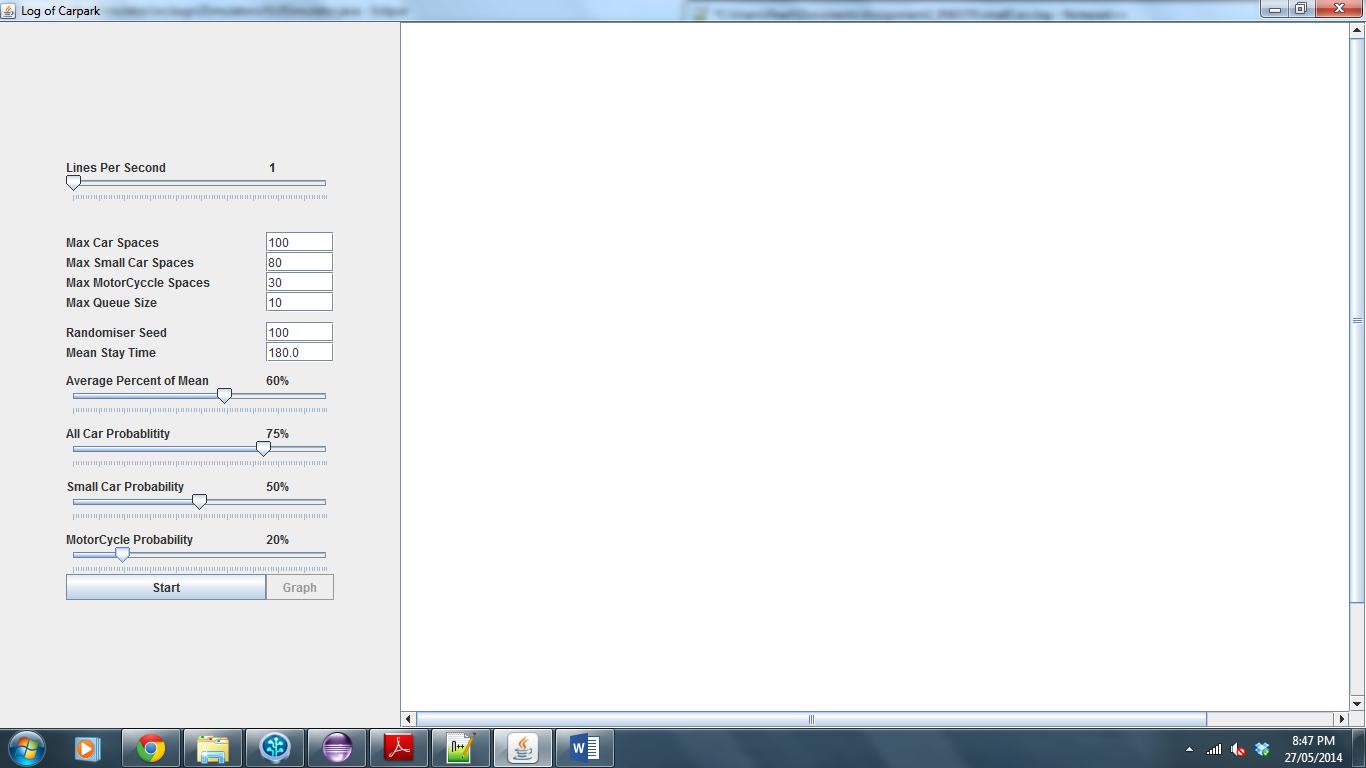 Log of Carpark
Lines Per Second 1
Max Car Spaces 100
Max Small Car Spaces 80
Max MotorCyccle Spaces 30
Max Queue Size 10
Randomiser Seed 100
Mean Stay Time 180.0
Average Percent of Mean 60%
All Car Probablitity 75%
Small Car Probability 50%
MotorCycle Probability 20%
Start Graph
8:47 PM
27/05/2014